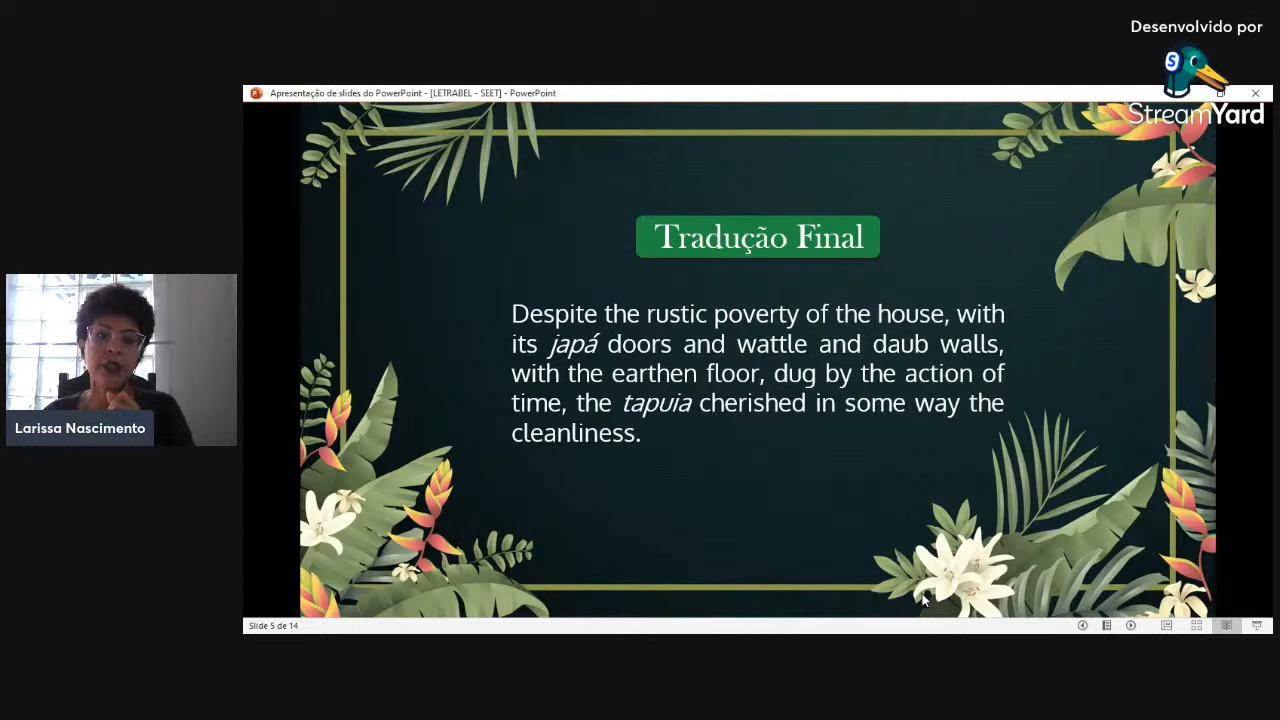 Desenvolvido por
StreamYard
Apresentação de slides do PowerPoint - [LETRABEL - SEET] - PowerPoint
Tradução Final
Despite the rustic poverty of the house, with
its japá doors and wattle and daub walls,
with the earthen floor, dug by the action of
time, the tapuia cherished in some way the
cleanliness.
Larissa Nascimento
Slide 5 de 14